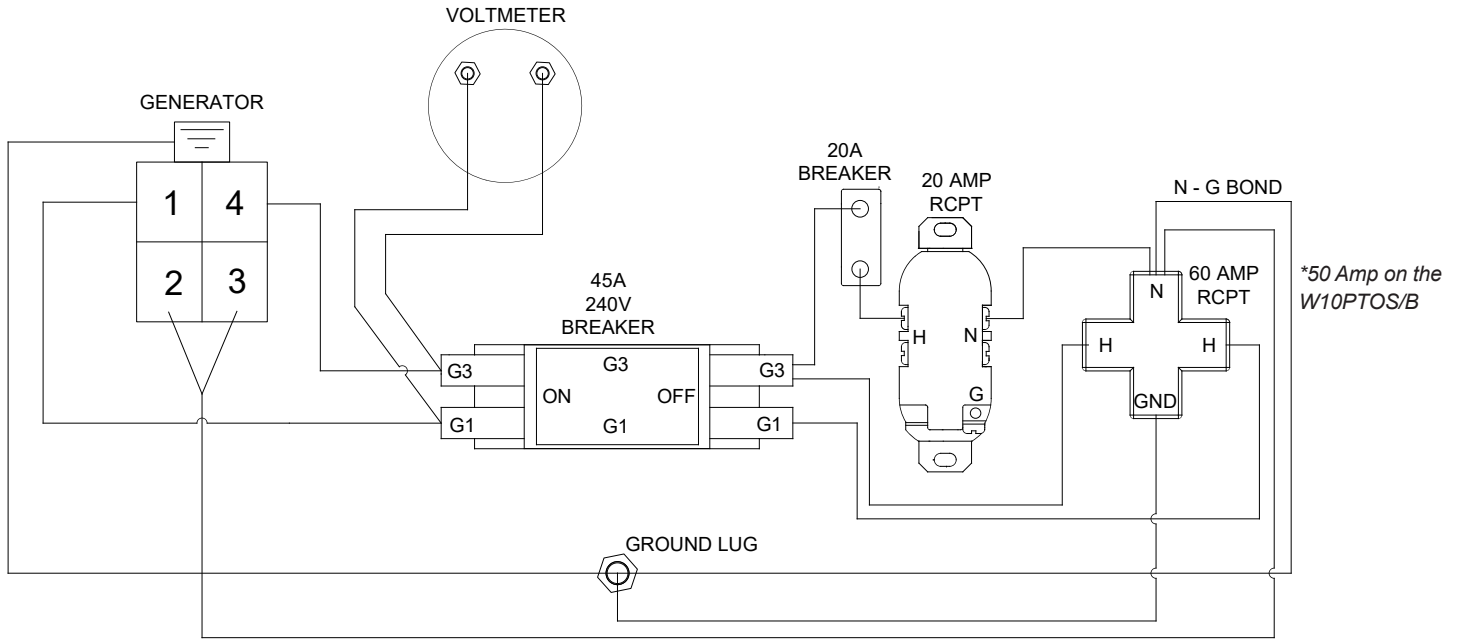 VOLTMETER
GENERATOR
1
4
2
3
45A
240V
BREAKER
G3
G3
G3
ON
OFF
G1
G1
G1
20A
BREAKER
20 AMP
RCPT
H
N
G
N - G BOND
60 AMP
RCPT
N
H
H
GND
*50 Amp on the
W10PTOS/B
GROUND LUG